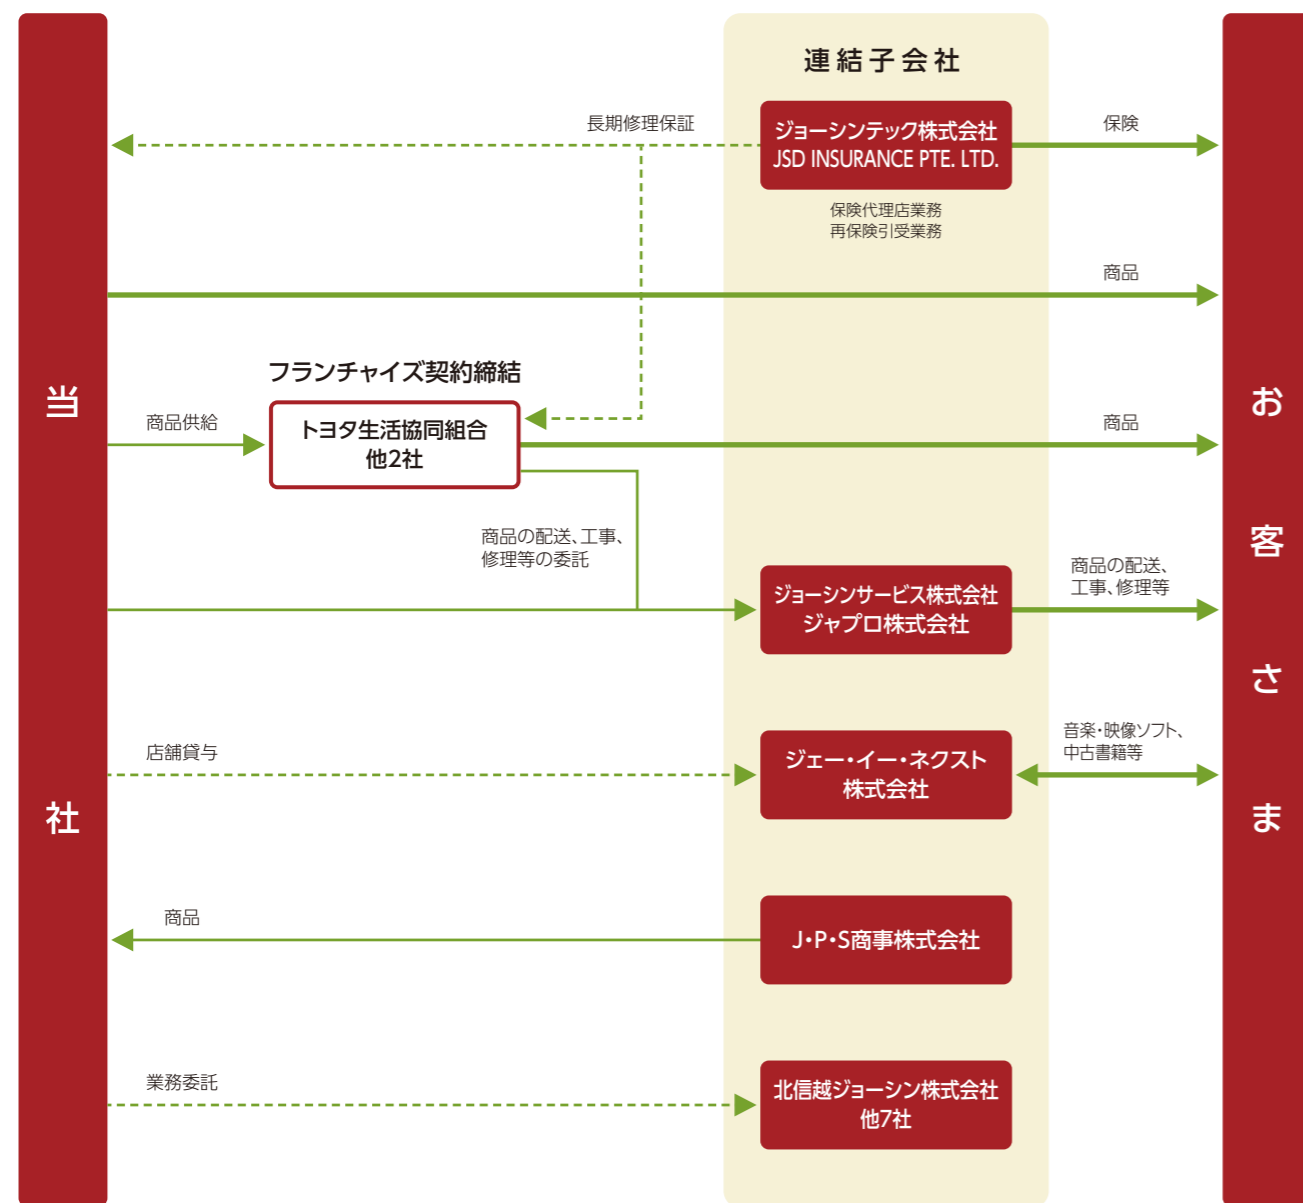 当社
連結子会社
長期修理保証
ジョーシンテック株式会社
JSD INSURANCE PTE. LTD.
保険
保険代理店業務
再保険引受業務
商品
フランチャイズ契約締結
商品供給
トヨタ生活協同組合
他2社
商品
商品の配送、工事、
修理等の委託
ジョーシンサービス株式会社
ジャプロ株式会社
商品の配送、
工事、修理等
店舗貸与
ジェー・イー・ネクスト
株式会社
音楽・映像ソフト、
中古書籍等
商品
J・P・S商事株式会社
業務委託
北信越ジョーシン株式会社
他7社
お客さま